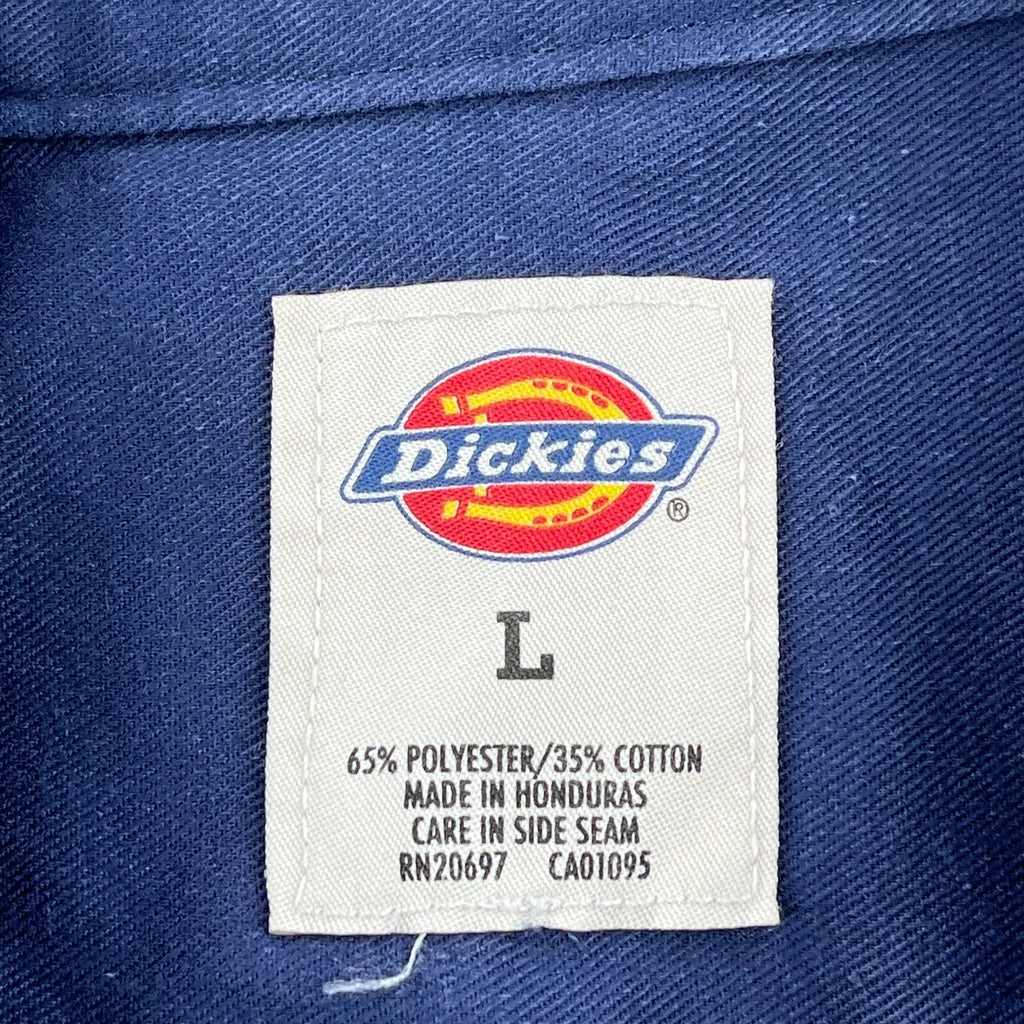 Dickies
®
L
65% POLYESTER/35% COTTON
MADE IN HONDURAS
CARE IN SIDE SEAM
RN20697 CA01095